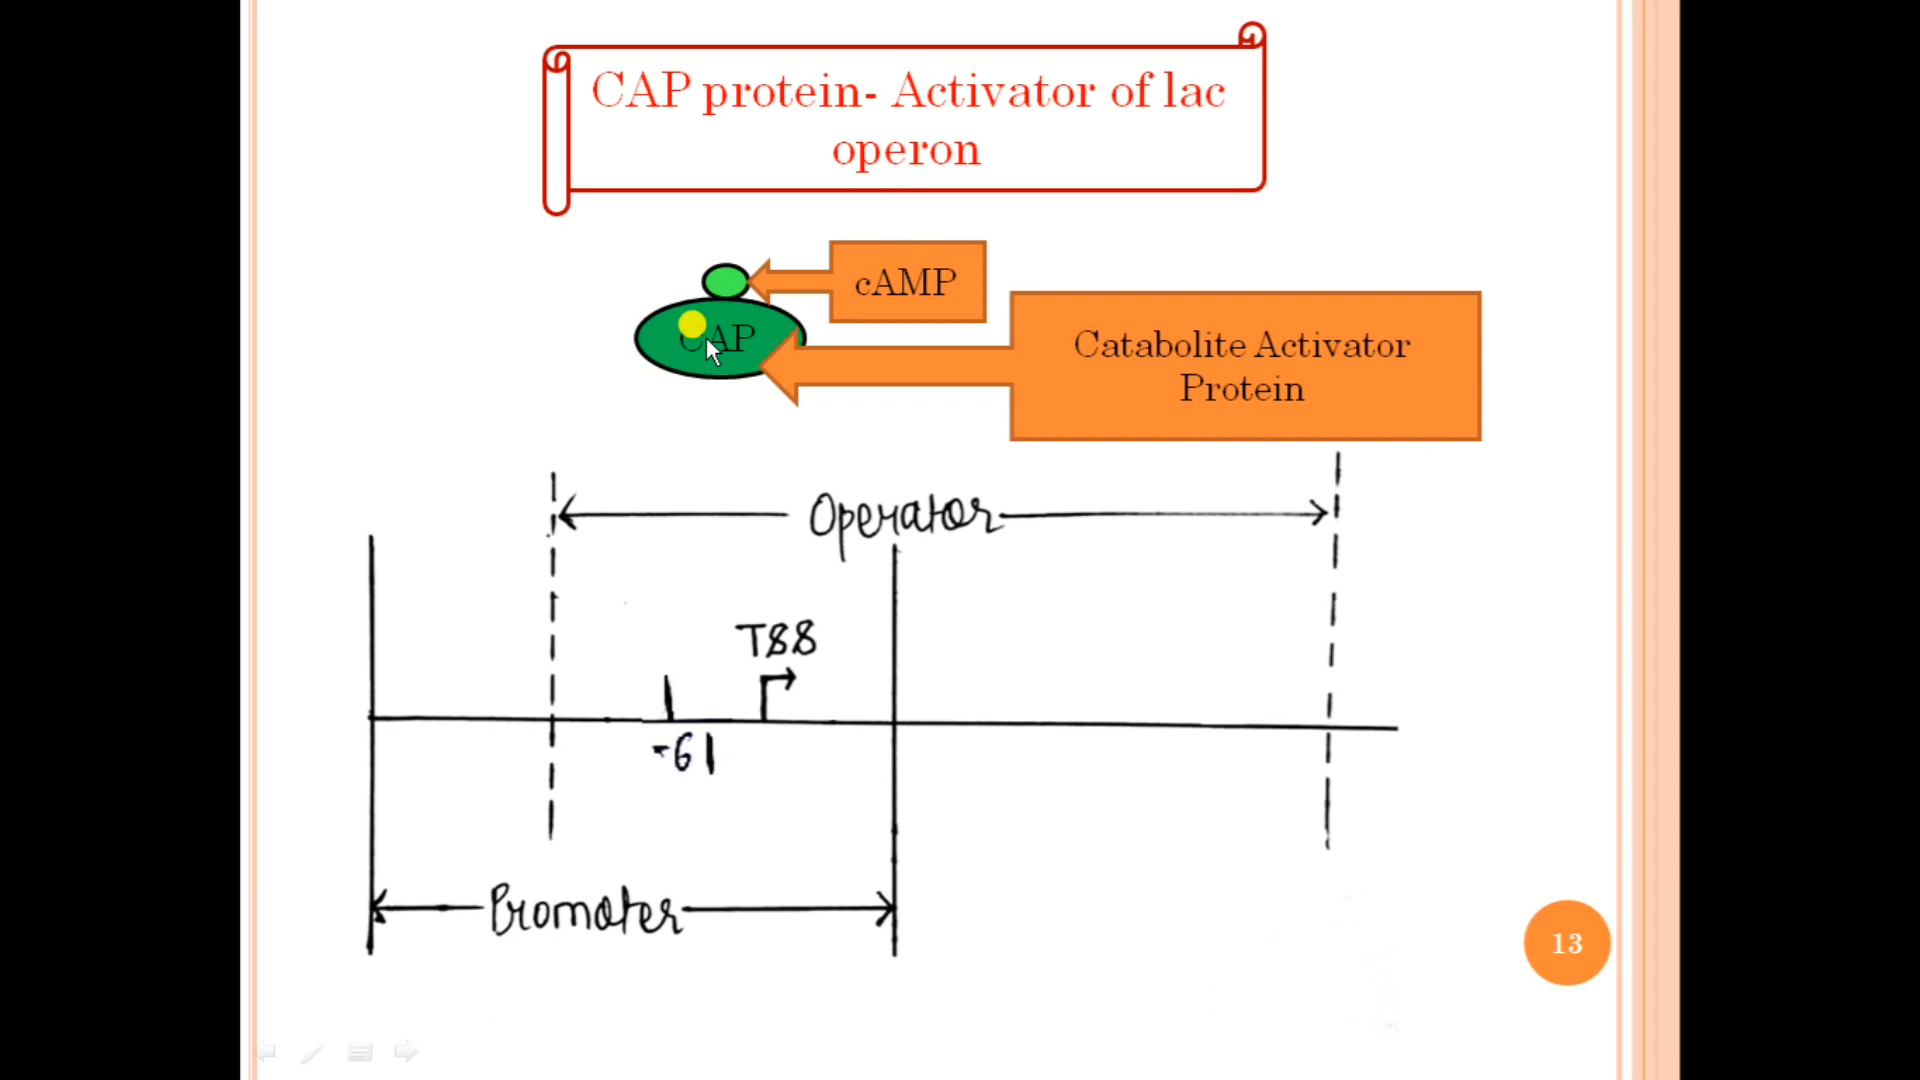 CAP protein- Activator of lac
operon
cAMP
CAP
Catabolite Activator
Protein
Operator
TSS
-61
Promoter
13